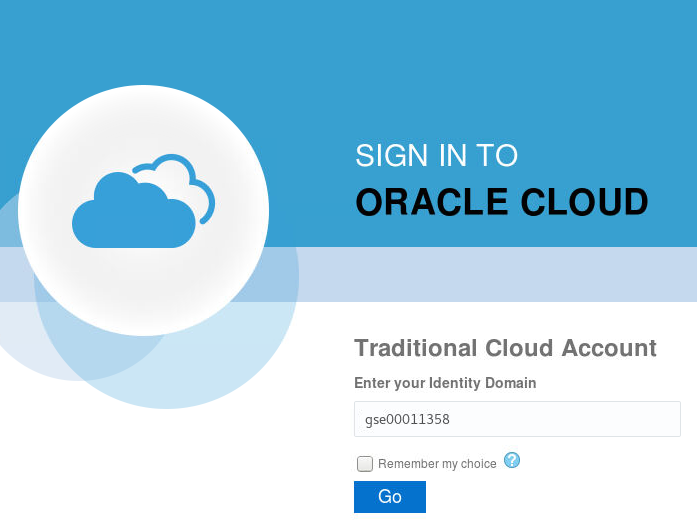 SIGN IN TO
ORACLE CLOUD
Traditional Cloud Account
Enter your Identity Domain
gse00011358
Remember my choice ?
Go